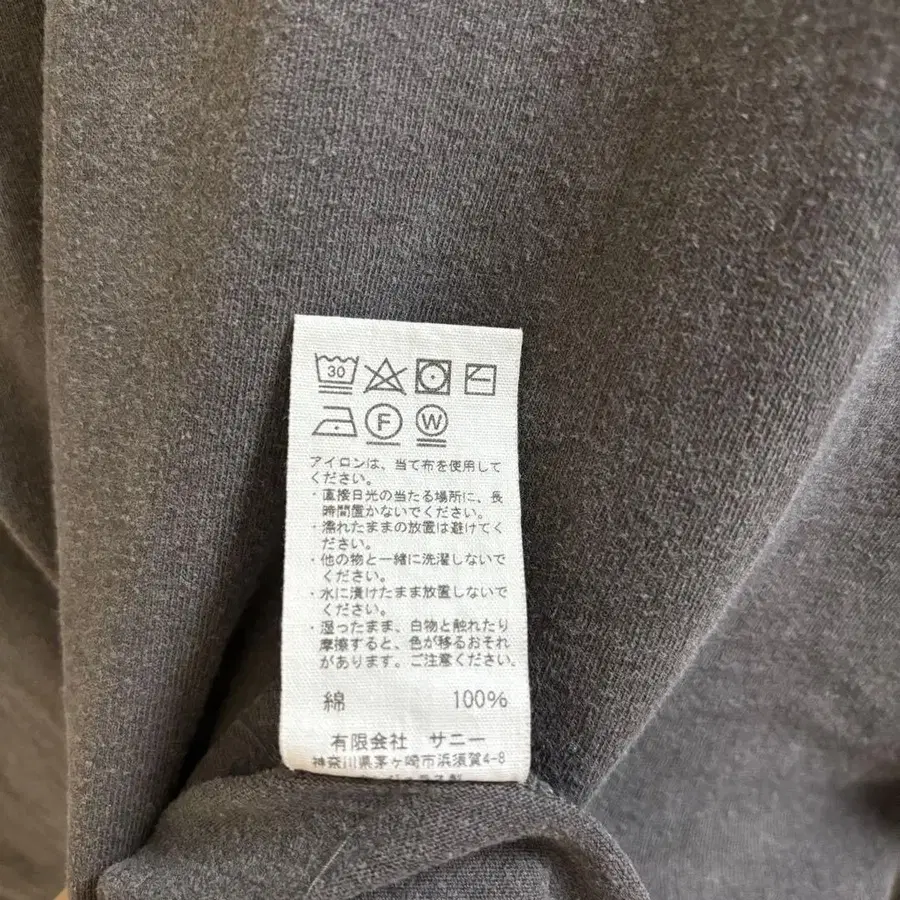 30
F W
アイロンは、当て布を使用して
ください。
・直接日光の当たる場所に、長
時間置かないでください。
・濡れたままの放置は避けてく
ださい。
・他の物と一緒に洗濯しないで
ください。
・水に漬けたまま放置しないで
ください。
・湿ったまま、白物と触れたり
摩擦すると、色が移るおそれ
があります。ご注意ください。
綿 100%
有限会社 サニー
神奈川県茅ヶ崎市浜須賀4-8